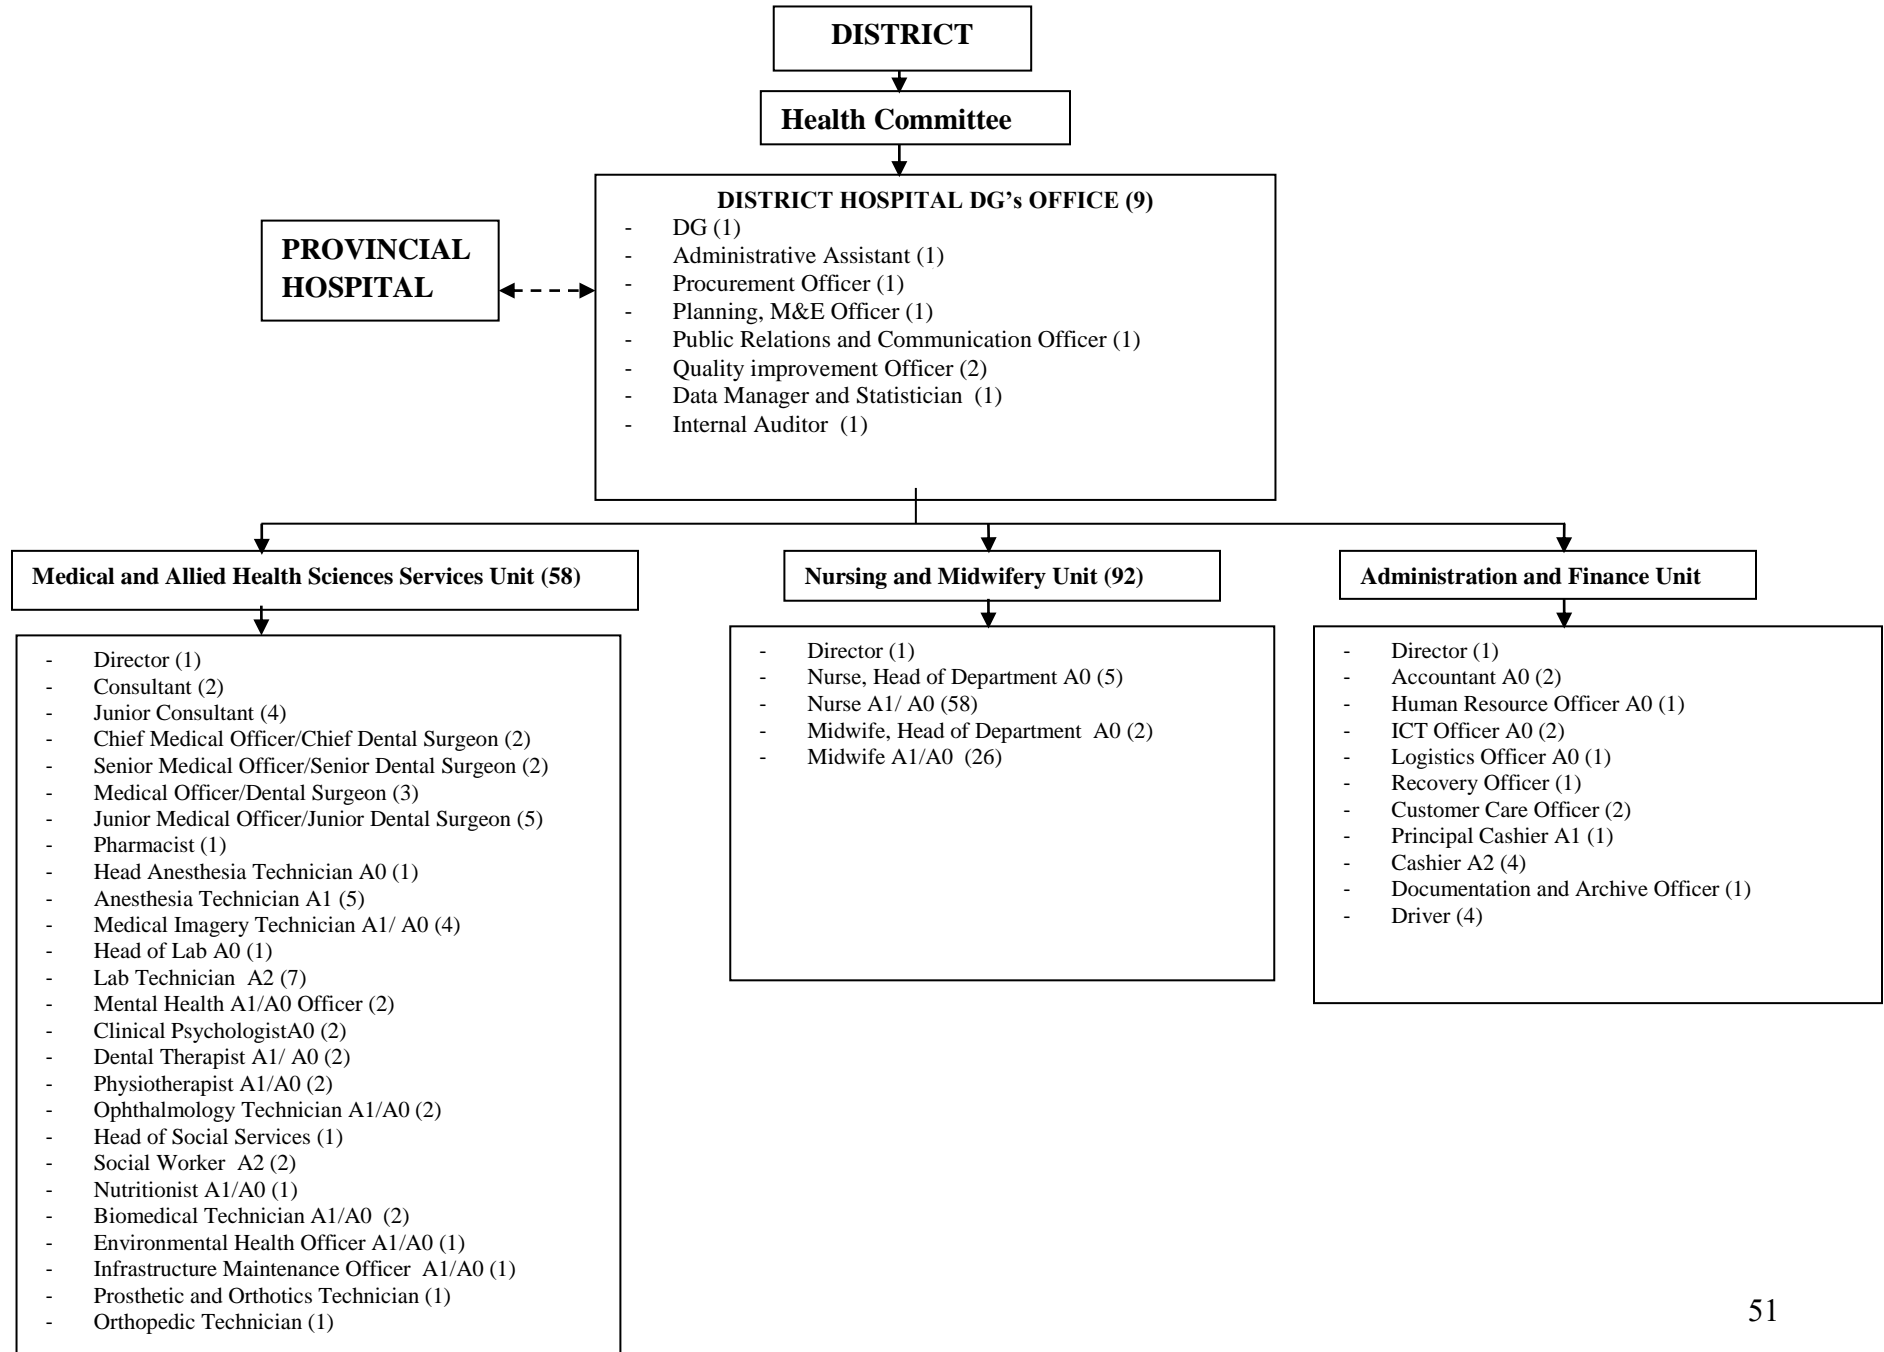 DISTRICT
Health Committee
PROVINCIAL
HOSPITAL
DISTRICT HOSPITAL DG’s OFFICE (9)
- DG (1)
- Administrative Assistant (1)
- Procurement Officer (1)
- Planning, M&E Officer (1)
- Public Relations and Communication Officer (1)
- Quality improvement Officer (2)
- Data Manager and Statistician (1)
- Internal Auditor (1)
Medical and Allied Health Sciences Services Unit (58)
- Director (1)
- Consultant (2)
- Junior Consultant (4)
- Chief Medical Officer/Chief Dental Surgeon (2)
- Senior Medical Officer/Senior Dental Surgeon (2)
- Medical Officer/Dental Surgeon (3)
- Junior Medical Officer/Junior Dental Surgeon (5)
- Pharmacist (1)
- Head Anesthesia Technician A0 (1)
- Anesthesia Technician A1 (5)
- Medical Imagery Technician A1/ A0 (4)
- Head of Lab A0 (1)
- Lab Technician A2 (7)
- Mental Health A1/A0 Officer (2)
- Clinical PsychologistA0 (2)
- Dental Therapist A1/ A0 (2)
- Physiotherapist A1/A0 (2)
- Ophthalmology Technician A1/A0 (2)
- Head of Social Services (1)
- Social Worker A2 (2)
- Nutritionist A1/A0 (1)
- Biomedical Technician A1/A0 (2)
- Environmental Health Officer A1/A0 (1)
- Infrastructure Maintenance Officer A1/A0 (1)
- Prosthetic and Orthotics Technician (1)
- Orthopedic Technician (1)
Nursing and Midwifery Unit (92)
- Director (1)
- Nurse, Head of Department A0 (5)
- Nurse A1/ A0 (58)
- Midwife, Head of Department A0 (2)
- Midwife A1/A0 (26)
Administration and Finance Unit
- Director (1)
- Accountant A0 (2)
- Human Resource Officer A0 (1)
- ICT Officer A0 (2)
- Logistics Officer A0 (1)
- Recovery Officer (1)
- Customer Care Officer (2)
- Principal Cashier A1 (1)
- Cashier A2 (4)
- Documentation and Archive Officer (1)
- Driver (4)
51